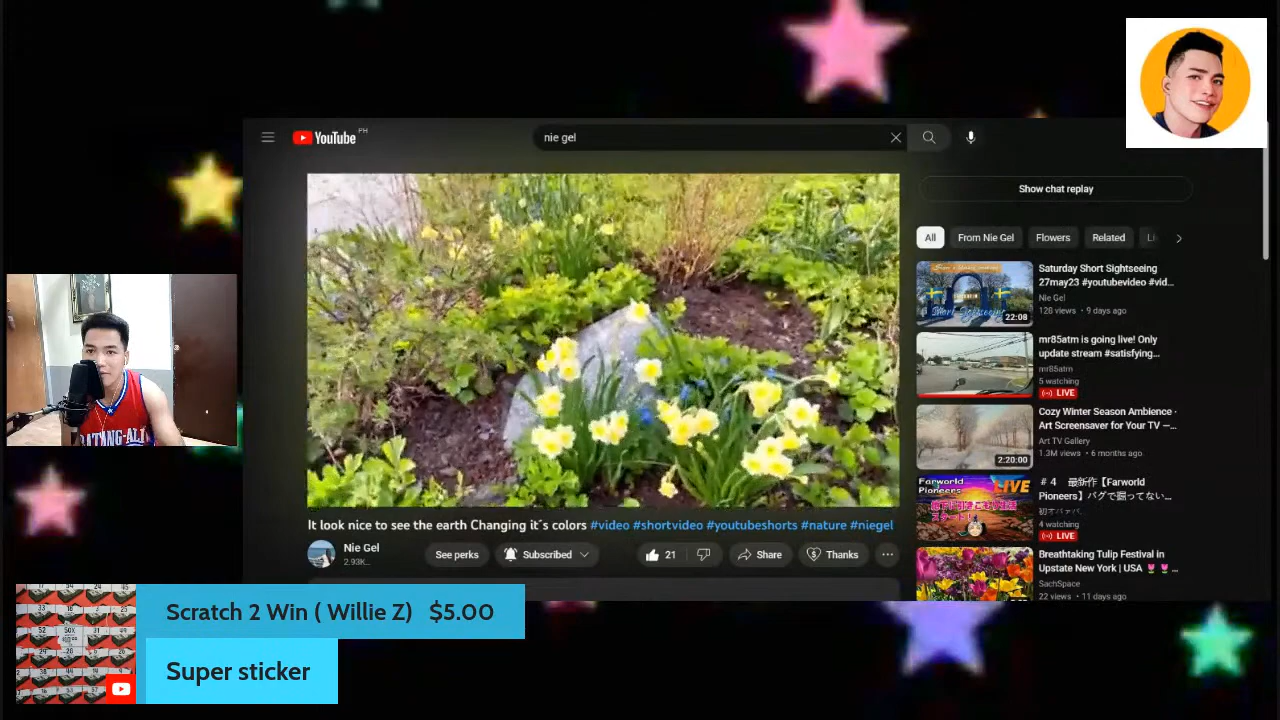 YouTube PH
nie gel
Show chat replay
All From Nie Gel Flowers Related
Saturday Short Sightseeing
27may23 #youtubevideo #vid...
Nie Gel
128 views • 9 days ago
22:08
mr85atm is going live! Only
update stream #satisfying...
mr85atm
5 watching
LIVE
Cozy Winter Season Ambience ·
Art Screensaver for Your TV —...
Art TV Gallery
1.3M views • 6 months ago
2:20:00
Farworld
Pioneers
LIVE
#4 最新作【Farworld
Pioneers】バグで掘ってない...
4 watching
LIVE
Breathtaking Tulip Festival in
Upstate New York | USA
SachSpace
22 views • 11 days ago
It look nice to see the earth Changing it´s colors #video #shortvideo #youtubeshorts #nature #niegel
Nie Gel
2.93K...
See perks
Subscribed
21
Share
Thanks
BATANG-ALI
Scratch 2 Win ( Willie Z) $5.00
Super sticker